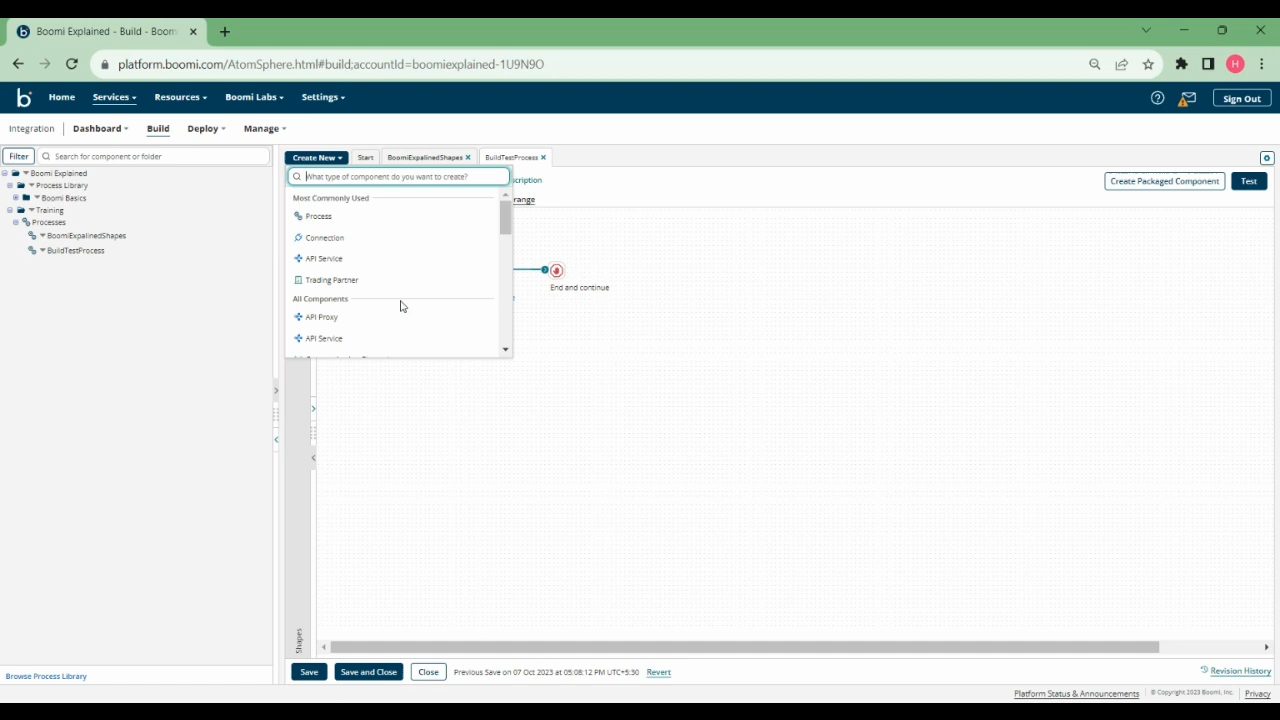 Boomi Explained - Build - Boom
platform.boomi.com/AtomSphere.html#build;accountId=boomiexplained-1U9N9O
H
b Home Services Resources Boomi Labs Settings Sign Out
Integration Dashboard Build Deploy Manage
Filter Search for component or folder
Create New Start BoomiExpalinedShapes BuildTestProcess
Boomi Explained
Process Library
Boomi Basics
Training
Processes
BoomiExpalinedShapes
BuildTestProcess
What type of component do you want to create?
scription
Create Packaged Component Test
range
Most Commonly Used
Process
Connection
API Service
Trading Partner
All Components
API Proxy
API Service
End and continue
Shapes
Save Save and Close Close Previous Save on 07 Oct 2023 at 05:08:12 PM UTC+5:30 Revert Revision History
Browse Process Library
Platform Status & Announcements © Copyright 2023 Boomi, Inc. Privacy